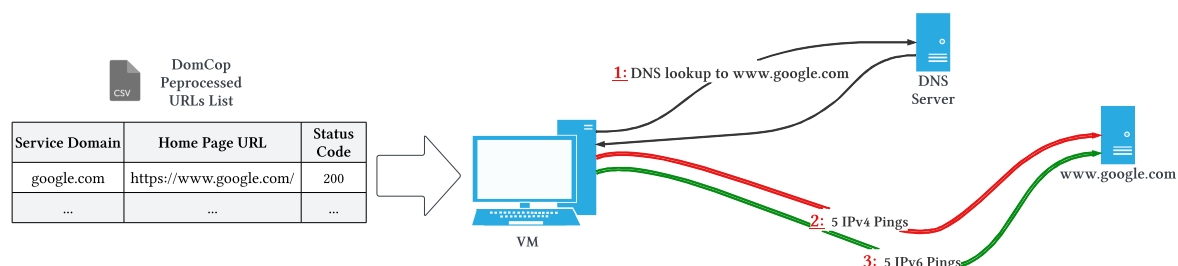 DomCop
Peprocessed
URLs List
CSV
Service Domain Home Page URL Status Code
google.com https://www.google.com/ 200
... ... ...
VM
1: DNS lookup to www.google.com
DNS
Server
www.google.com
2: 5 IPv4 Pings
3: 5 IPv6 Pings